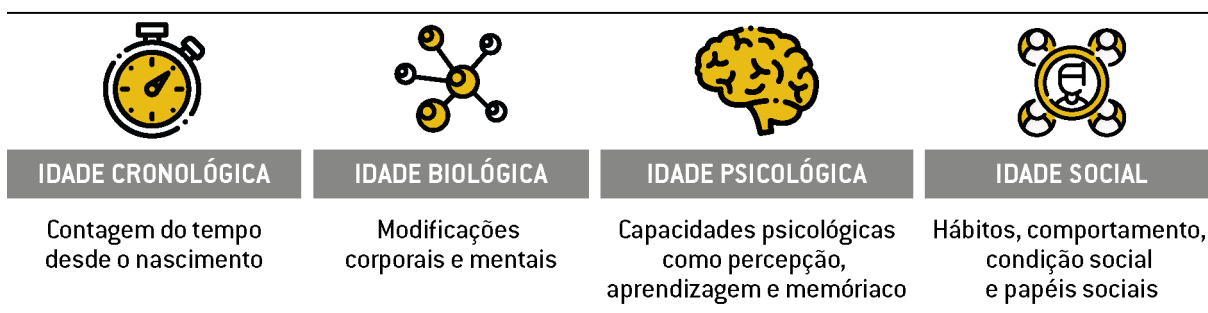 IDADE CRONOLÓGICA
Contagem do tempo
desde o nascimento
IDADE BIOLÓGICA
Modificações
corporais e mentais
IDADE PSICOLÓGICA
Capacidades psicológicas
como percepção,
aprendizagem e memóriaco
IDADE SOCIAL
Hábitos, comportamento,
condição social
e papéis sociais